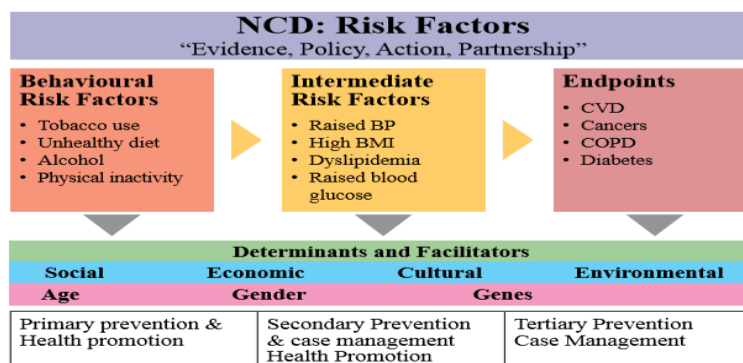 NCD: Risk Factors
“Evidence, Policy, Action, Partnership”
Behavioural
Risk Factors
• Tobacco use
• Unhealthy diet
• Alcohol
• Physical inactivity
Intermediate
Risk Factors
• Raised BP
• High BMI
• Dyslipidemia
• Raised blood
glucose
Endpoints
• CVD
• Cancers
• COPD
• Diabetes
Determinants and Facilitators
Social Economic Cultural Environmental
Age Gender Genes
Primary prevention &
Health promotion
Secondary Prevention
& case management
Health Promotion
Tertiary Prevention
Case Management